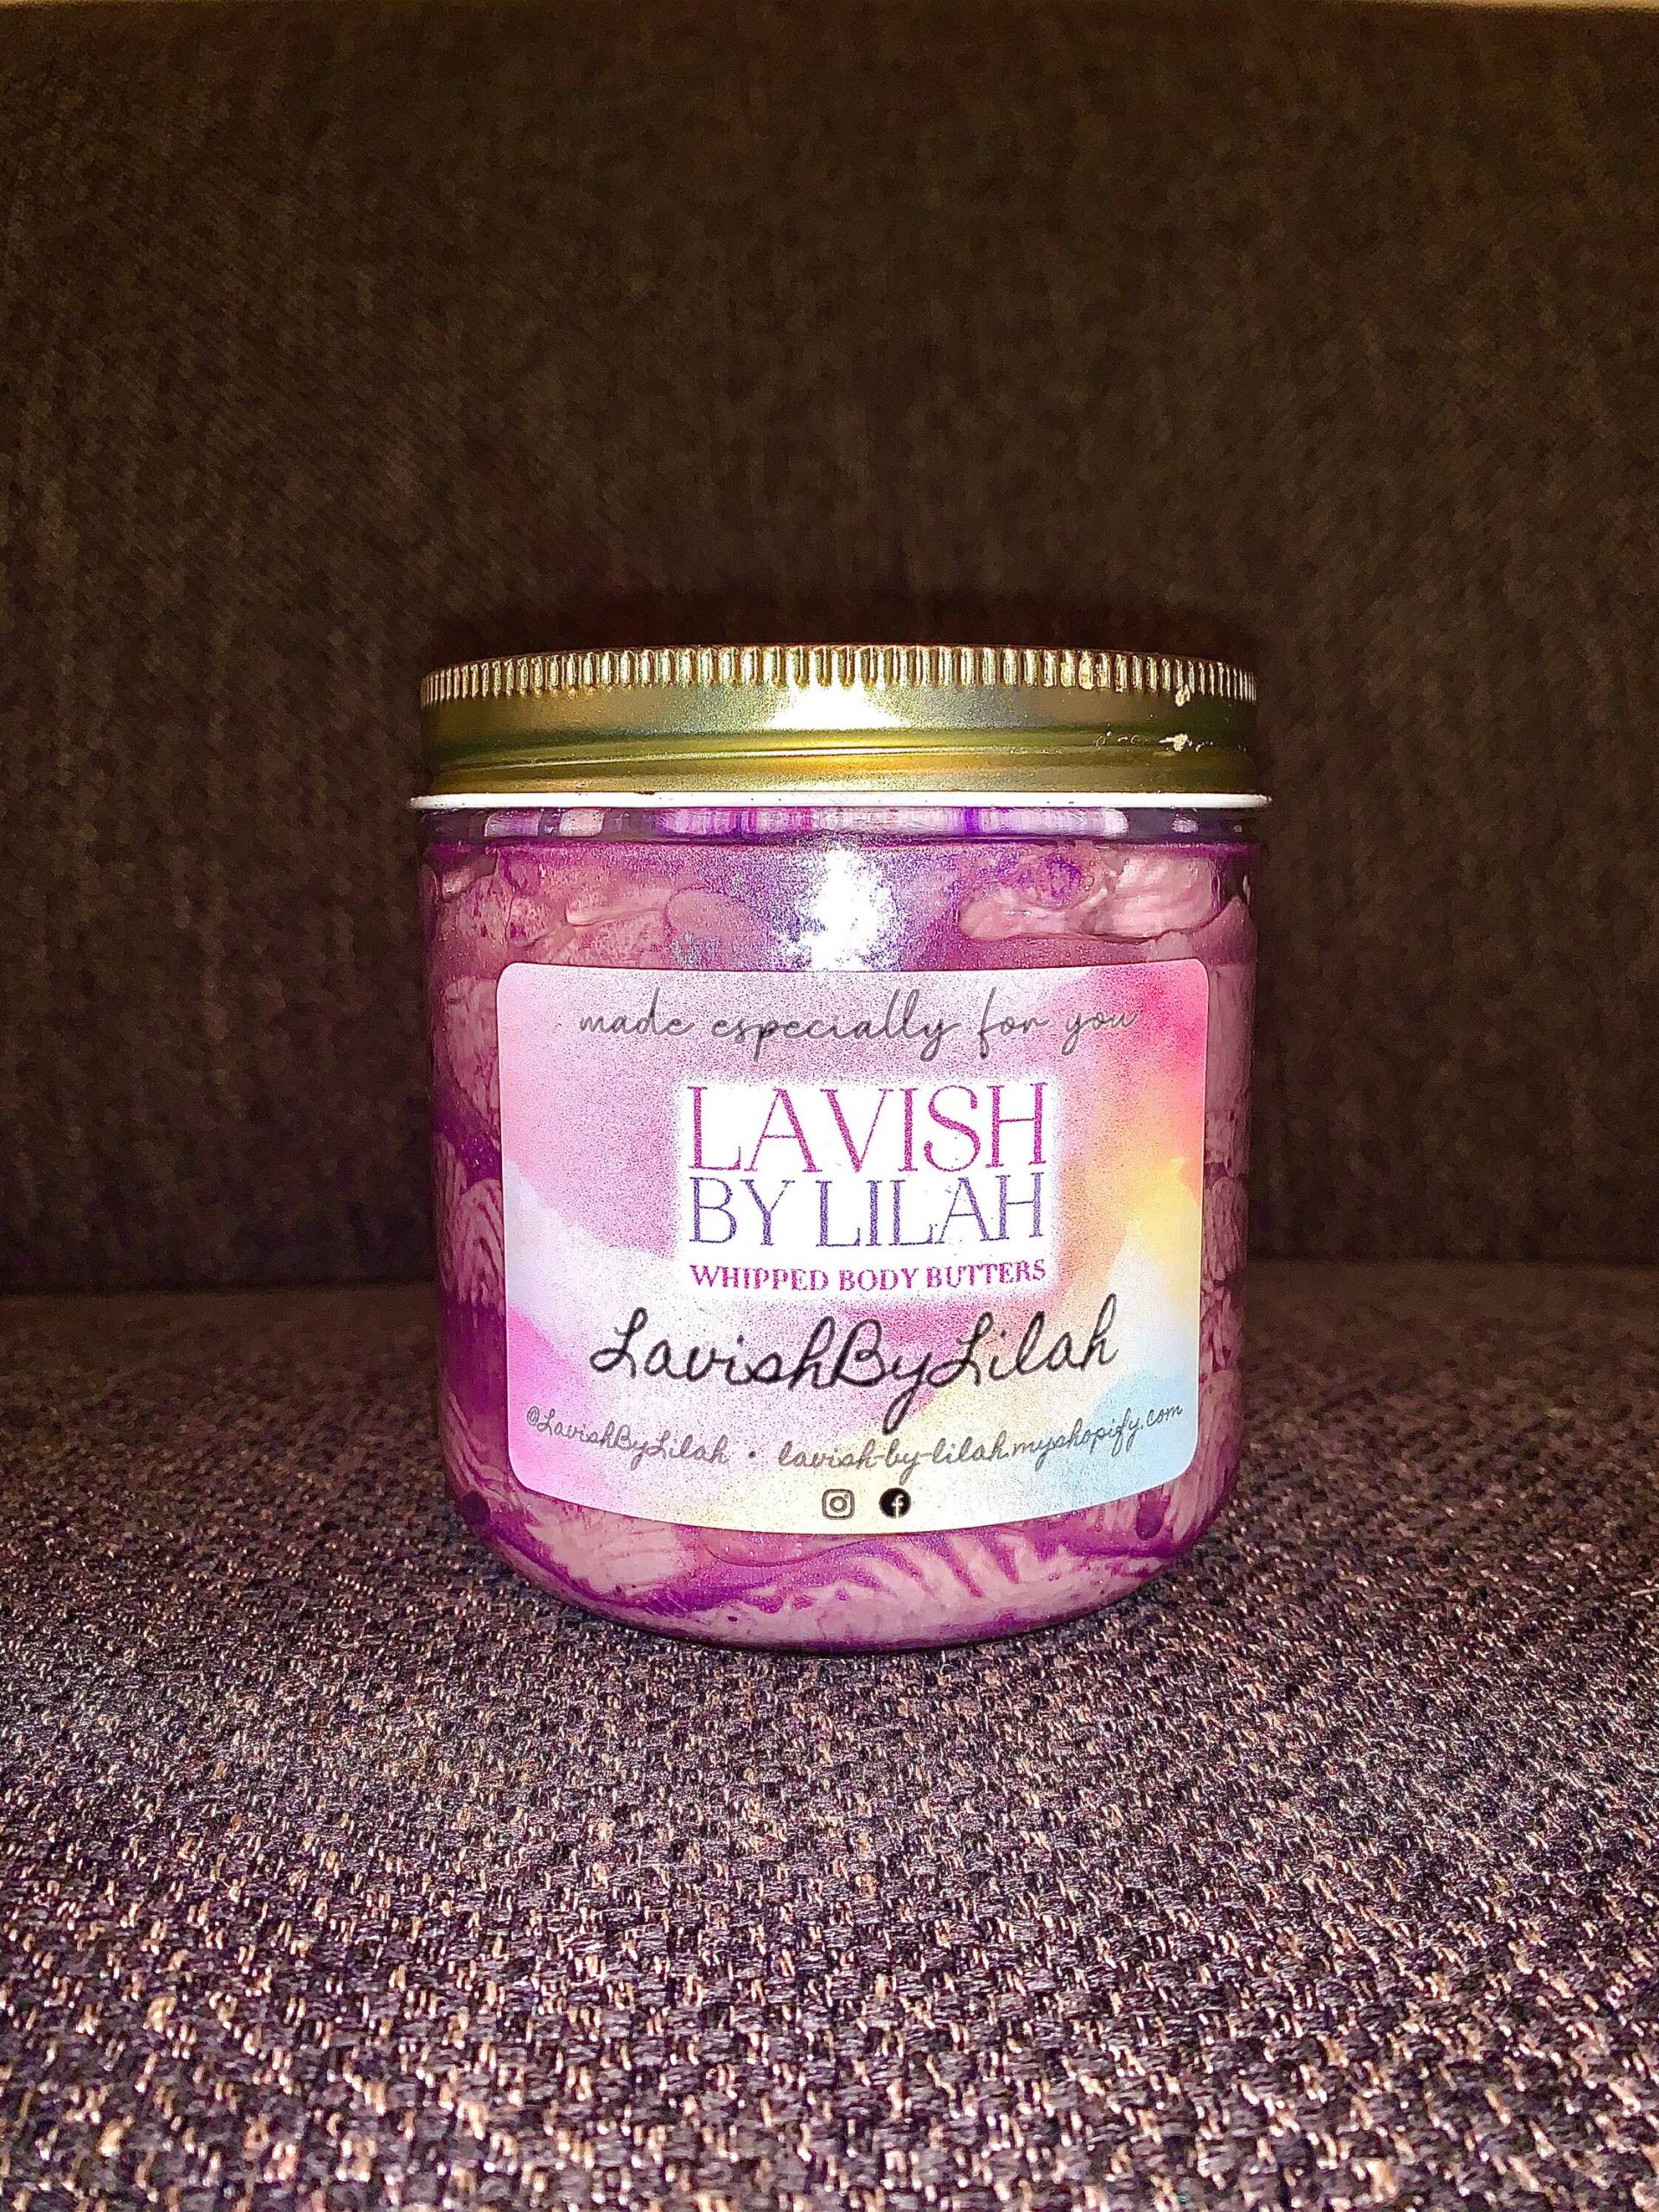 made especially for you
LAVISH
BY LILAH
WHIPPED BODY BUTTERS
LavishByLilah
@LavishByLilah • lavish-by-lilah.myshopify.com